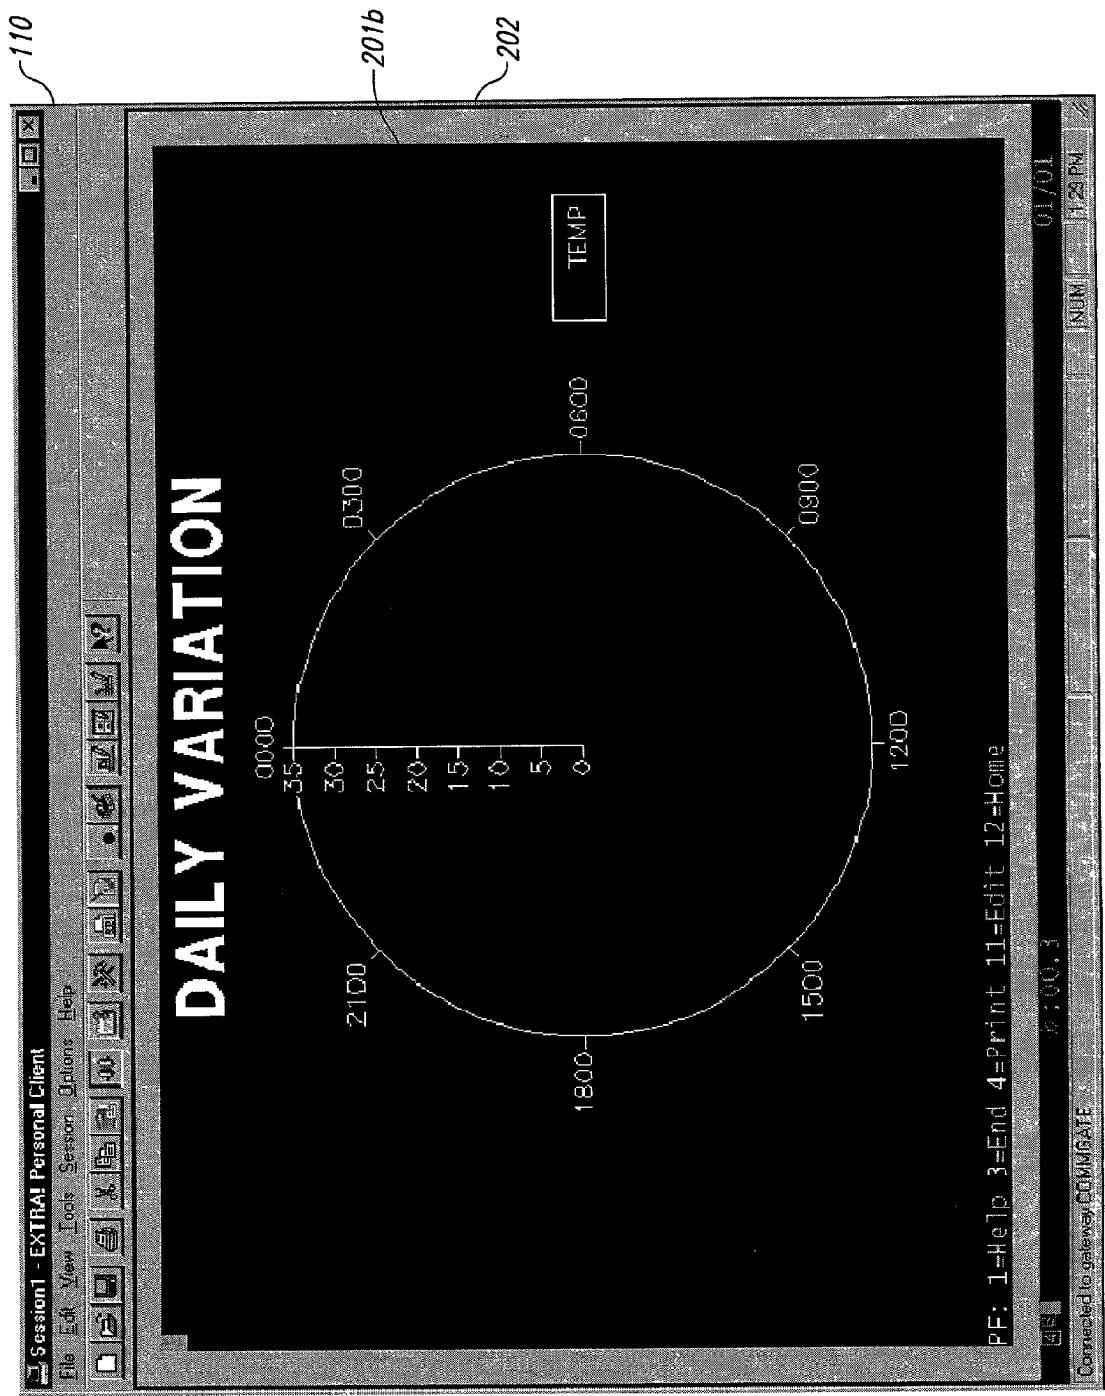 110
201b
202
Session1 - EXTRA! Personal Client
File Edit View Tools Session Options Help
DAILY VARIATION
0000
2100
0300
35
30
25
20
15
10
5
0
1800
0600
TEMP
1500
0900
1200
PF: 1=Help 3=End 4=Print 11=Edit 12=Home
:00.3
01/01
Connected to gateway COMMGATE
NUM
1:29 PM